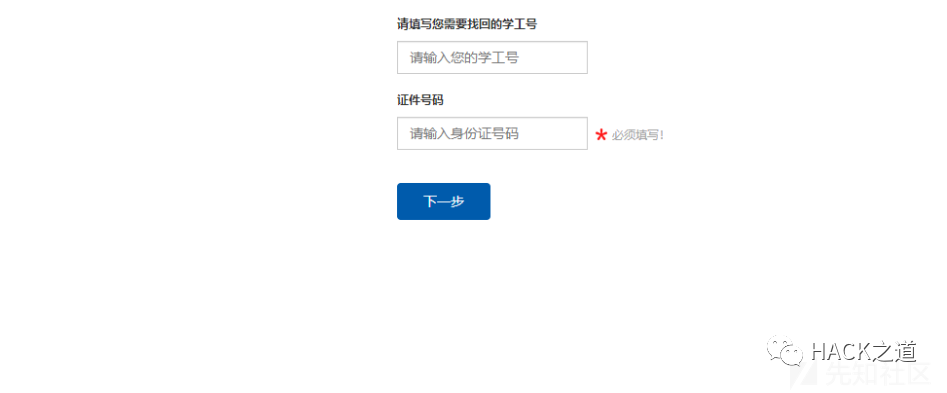 请填写您需要找回的学工号
请输入您的学工号
证件号码
请输入身份证号码
* 必须填写!
下一步
HACK之道
先知社区